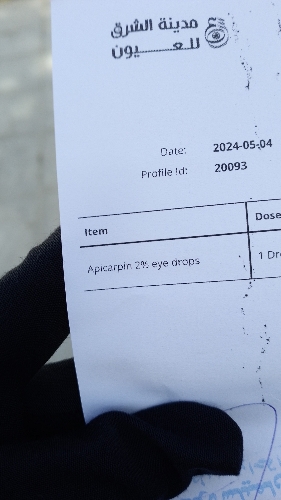 مدينة الشرق
للعيون
Date: 2024-05-04
Profile Id: 20093
Item Dose
Apicarpin 2% eye drops 1 Dr